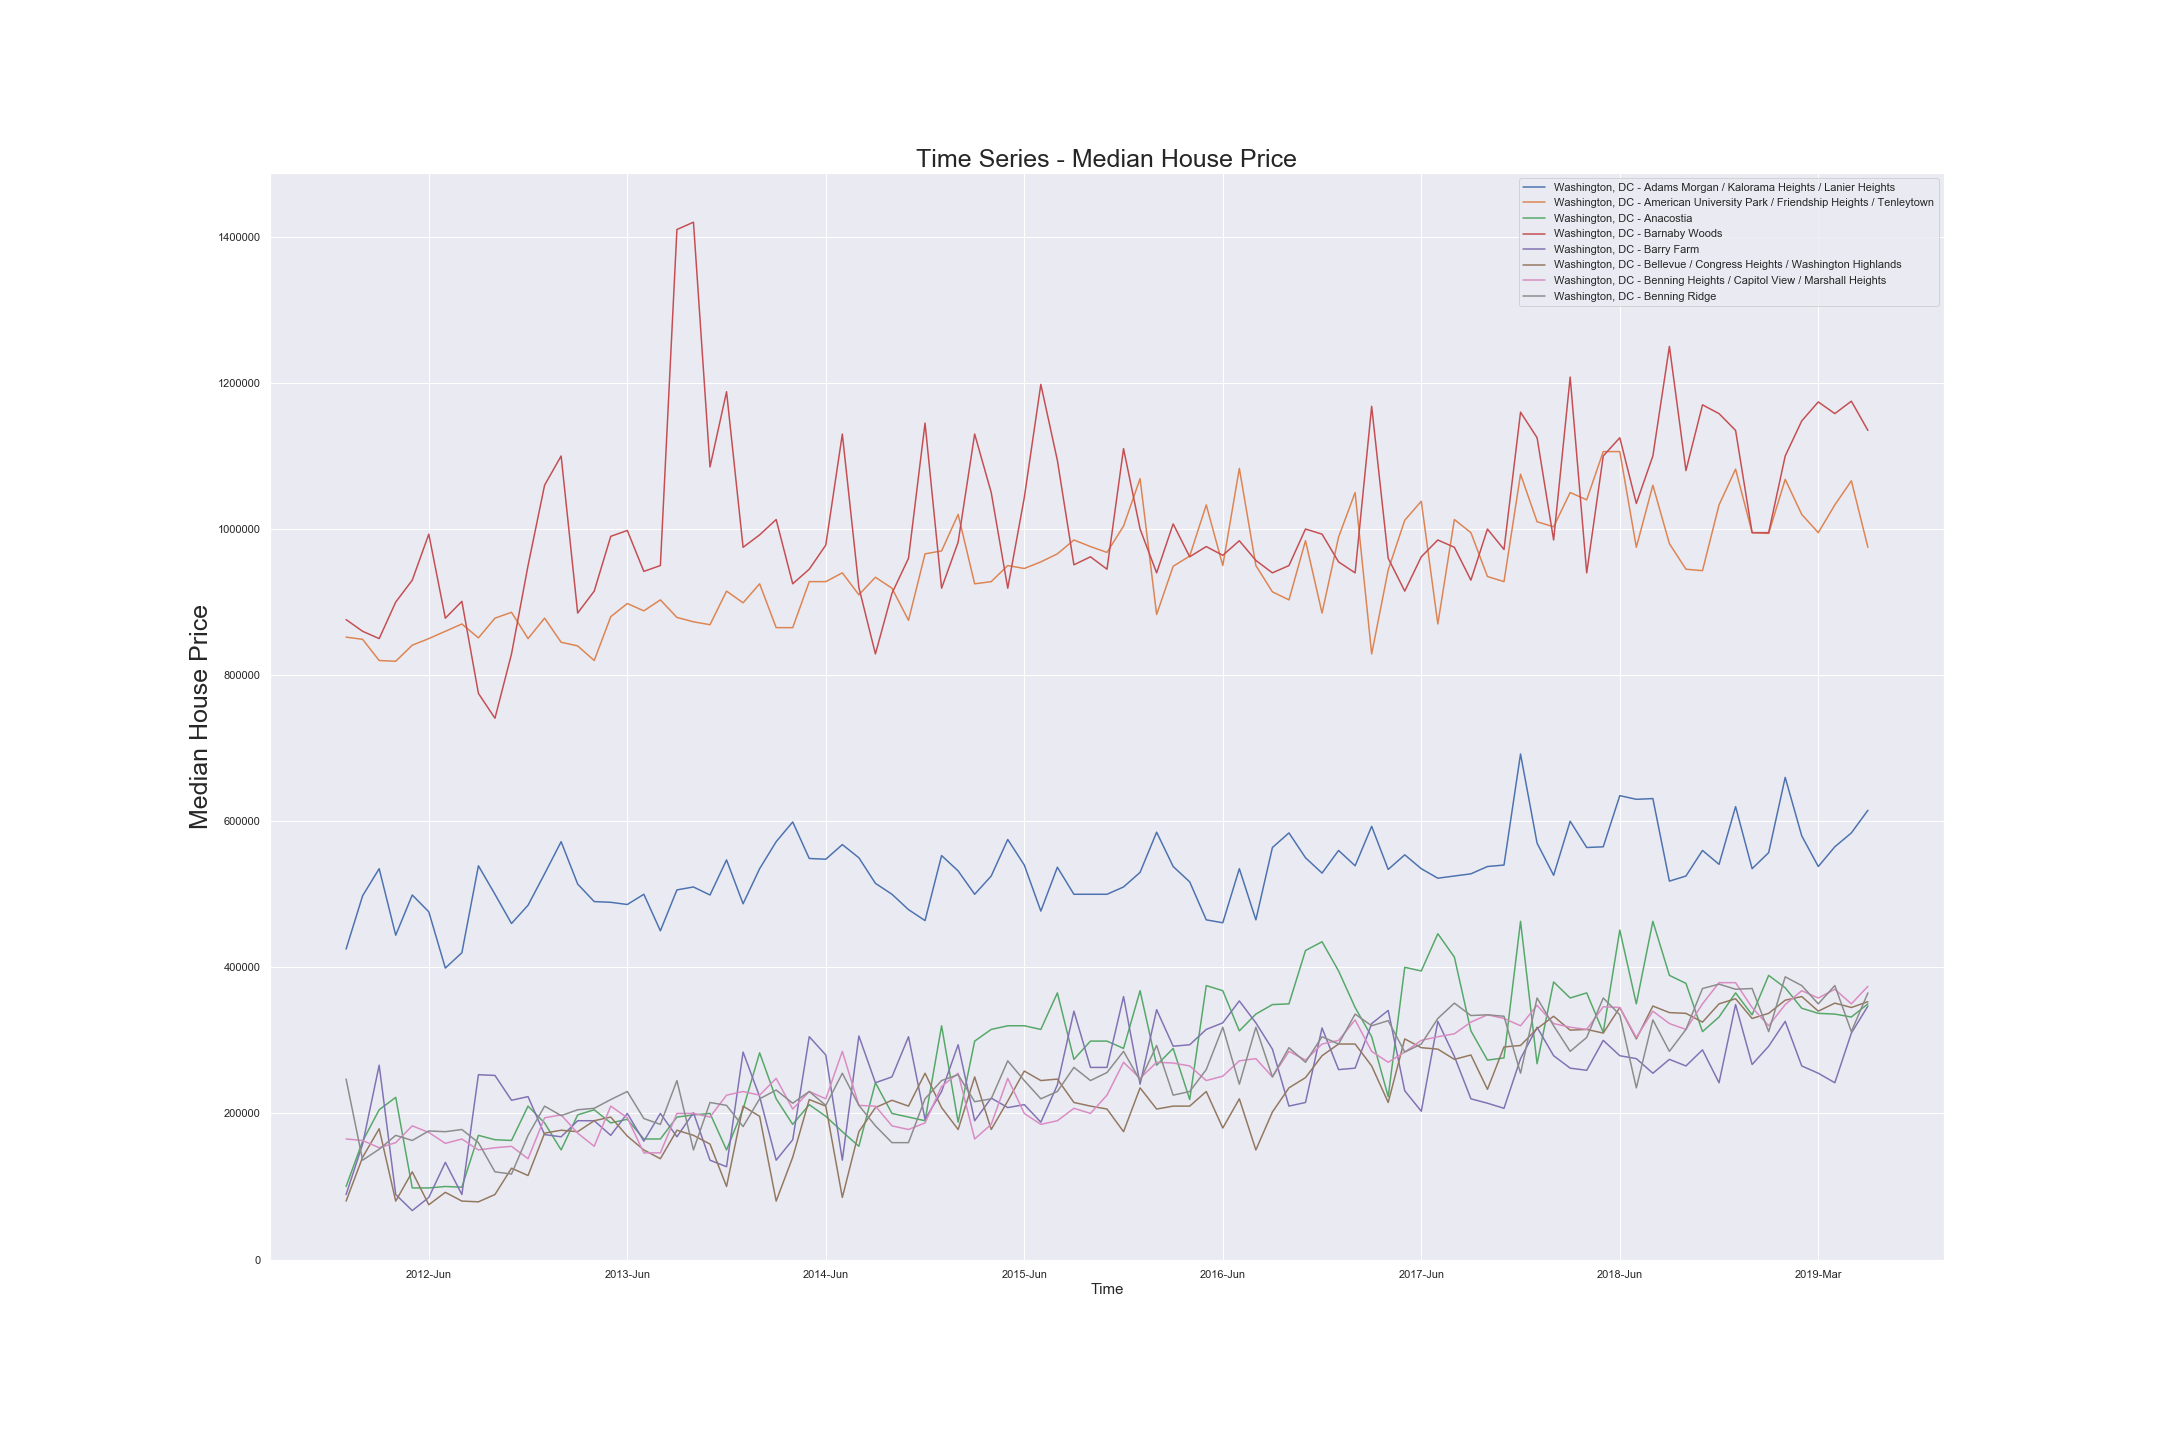 Time Series - Median House Price
Washington, DC - Adams Morgan / Kalorama Heights / Lanier Heights
Washington, DC - American University Park / Friendship Heights / Tenleytown
Washington, DC - Anacostia
Washington, DC - Barnaby Woods
Washington, DC - Barry Farm
Washington, DC - Bellevue / Congress Heights / Washington Highlands
Washington, DC - Benning Heights / Capitol View / Marshall Heights
Washington, DC - Benning Ridge
Median House Price
1400000
1200000
1000000
800000
600000
400000
200000
0
2012-Jun 2013-Jun 2014-Jun 2015-Jun 2016-Jun 2017-Jun 2018-Jun 2019-Mar
Time